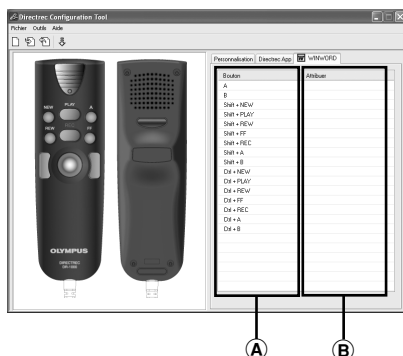 Directrec Configuration Tool
Fichier Outils Aide
Personnalisation Directrec App WINWORD
Bouton Attribuer
A
B
Shift + NEW
Shift + PLAY
Shift + REW
Shift + FF
Shift + REC
Shift + A
Shift + B
Ctrl + NEW
Ctrl + PLAY
Ctrl + REW
Ctrl + FF
Ctrl + REC
Ctrl + A
Ctrl + B
NEW PLAY A
REW FF
OLYMPUS
DIRECTREC
A B